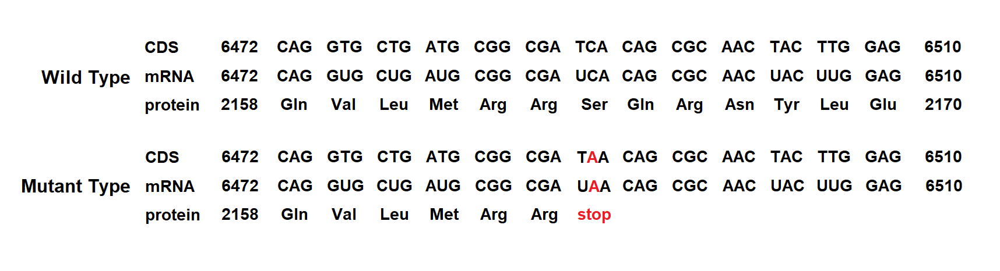 CDS 6472 CAG GTG CTG ATG CGG CGA TCA CAG CGC AAC TAC TTG GAG 6510
Wild Type mRNA 6472 CAG GUG CUG AUG CGG CGA UCA CAG CGC AAC UAC UUG GAG 6510
protein 2158 Gln Val Leu Met Arg Arg Ser Gln Arg Asn Tyr Leu Glu 2170
CDS 6472 CAG GTG CTG ATG CGG CGA TAA CAG CGC AAC TAC TTG GAG 6510
Mutant Type mRNA 6472 CAG GUG CUG AUG CGG CGA UAA CAG CGC AAC UAC UUG GAG 6510
protein 2158 Gln Val Leu Met Arg Arg stop